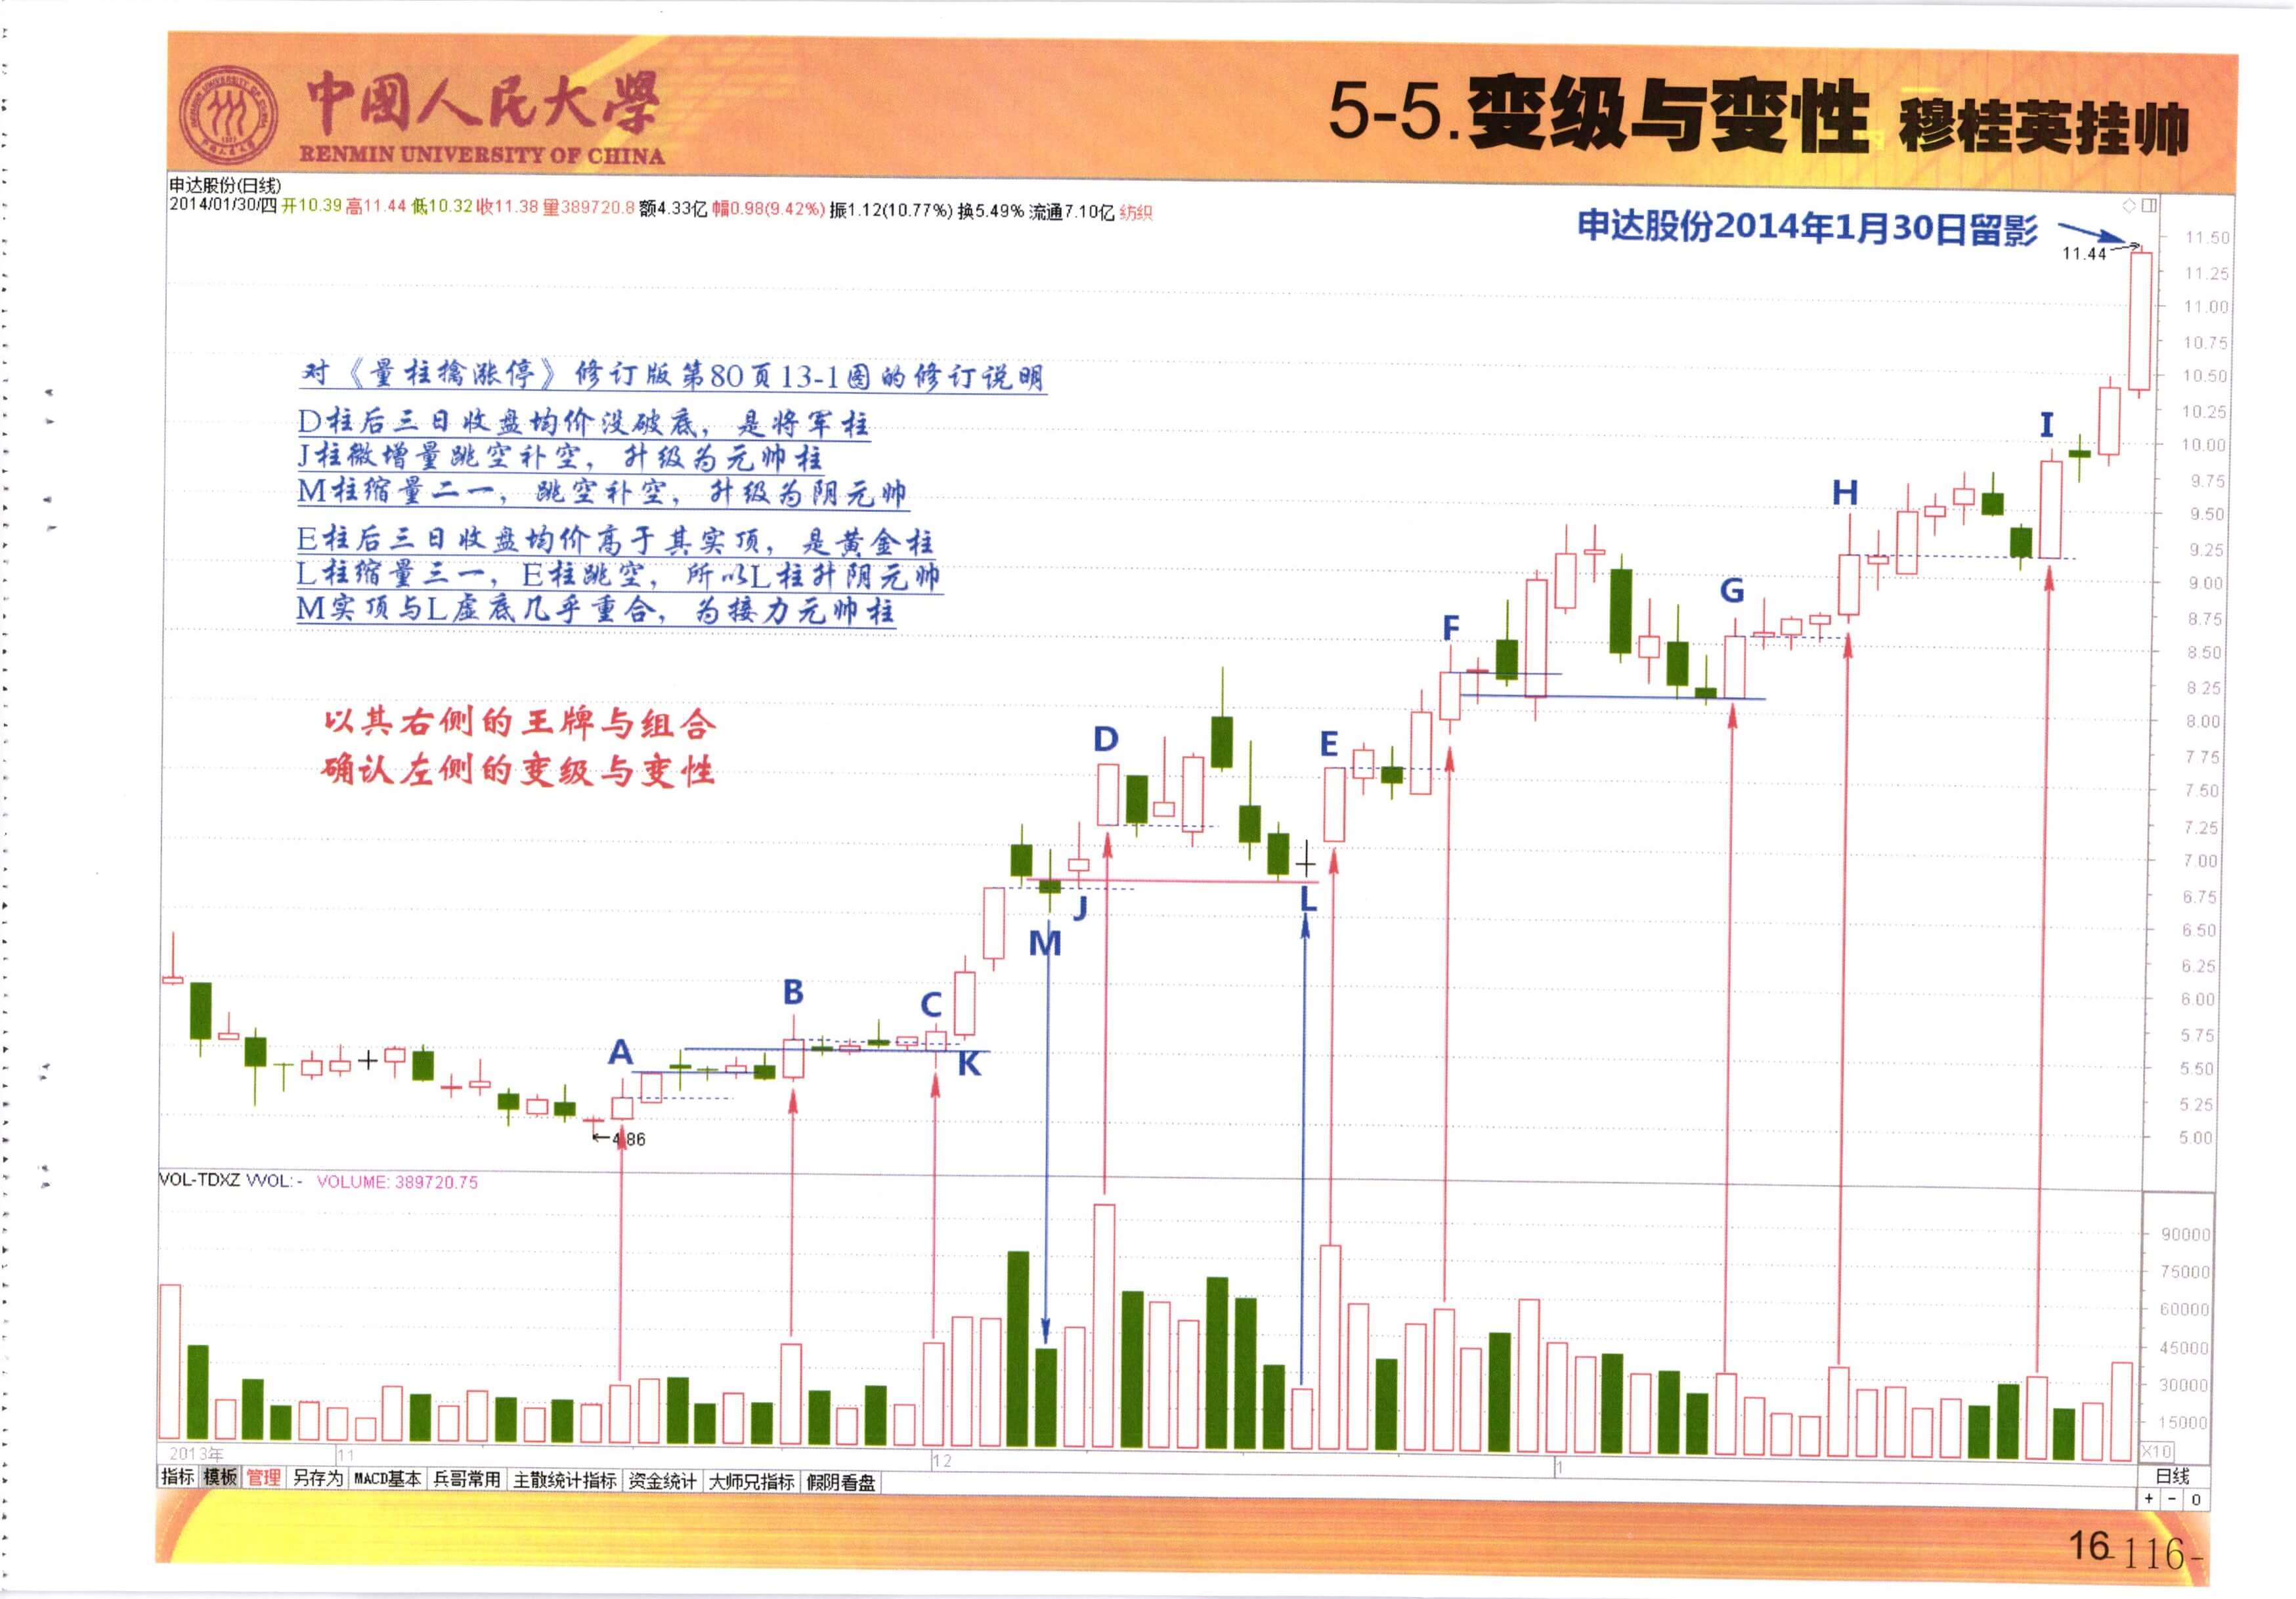 中國人民大學
RENMIN UNIVERSITY OF CHINA
5-5.变级与变性 穆桂英挂帅
申达股份(日线)
2014/01/30/四 开10.39 高11.44 低10.32 收11.38 量389720.8 额4.33亿 幅0.98(9.42%) 振1.12(10.77%) 换5.49% 流通7.10亿 纺织
申达股份2014年1月30日留影
11.44
对《量柱擒涨停》修订版第80页13-1图的修订说明
D柱后三日收盘均价没破底，是将军柱
J柱微增量跳空补空，升级为元帅柱
M柱缩量二一，跳空补空，升级为阴元帅
E柱后三日收盘均价高于其实顶，是黄金柱
L柱缩量三一，E柱跳空，所以L柱升阴元帅
M实顶与L虚底几乎重合，为接力元帅柱
以其右侧的王牌与组合
确认左侧的变级与变性
A
B
C
K
M
J
D
L
E
F
G
H
I
4.86
11.50
11.25
11.00
10.75
10.50
10.25
10.00
9.75
9.50
9.25
9.00
8.75
8.50
8.25
8.00
7.75
7.50
7.25
7.00
6.75
6.50
6.25
6.00
5.75
5.50
5.25
5.00
VOL-TDXZ VVOL:- VOLUME: 389720.75
90000
75000
60000
45000
30000
15000
X10
2013年
11
12
1
日线
指标 模板 管理 另存为 MACD基本 兵哥常用 主散统计指标 资金统计 大师兄指标 假阴看盘
+ - 0
16
-116-